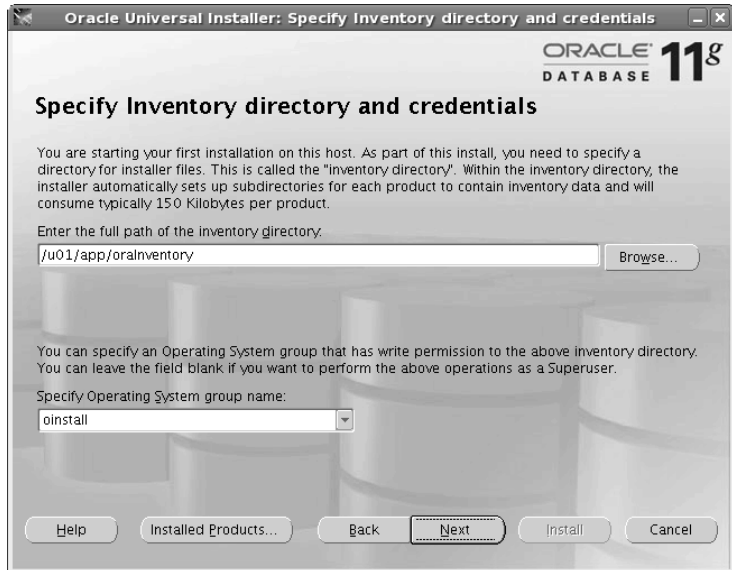 Oracle Universal Installer: Specify Inventory directory and credentials
ORACLE
DATABASE
11g
Specify Inventory directory and credentials
You are starting your first installation on this host. As part of this install, you need to specify a
directory for installer files. This is called the "inventory directory". Within the inventory directory, the
installer automatically sets up subdirectories for each product to contain inventory data and will
consume typically 150 Kilobytes per product.
Enter the full path of the inventory directory:
/u01/app/oraInventory
Browse...
You can specify an Operating System group that has write permission to the above inventory directory.
You can leave the field blank if you want to perform the above operations as a Superuser.
Specify Operating System group name:
oinstall
Help Installed Products... Back Next Install Cancel